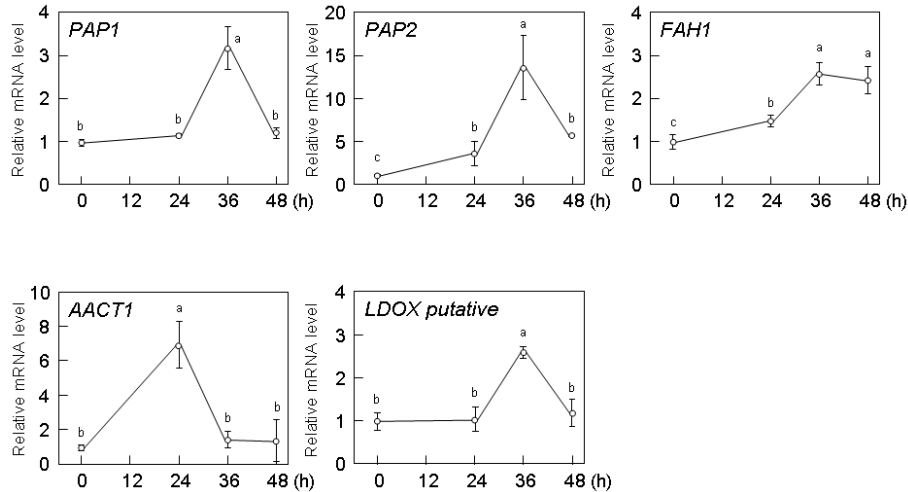 PAP1
Relative mRNA level
4
3
2
1
0
a
b
b
b
0 12 24 36 48 (h)
PAP2
Relative mRNA level
20
15
10
5
0
a
b
b
c
0 12 24 36 48 (h)
FAH1
Relative mRNA level
4
3
2
1
0
a
a
b
c
0 12 24 36 48 (h)
AACT1
Relative mRNA level
10
8
6
4
2
0
a
b
b
b
0 12 24 36 48 (h)
LDOX putative
Relative mRNA level
4
3
2
1
0
a
b
b
b
0 12 24 36 48 (h)